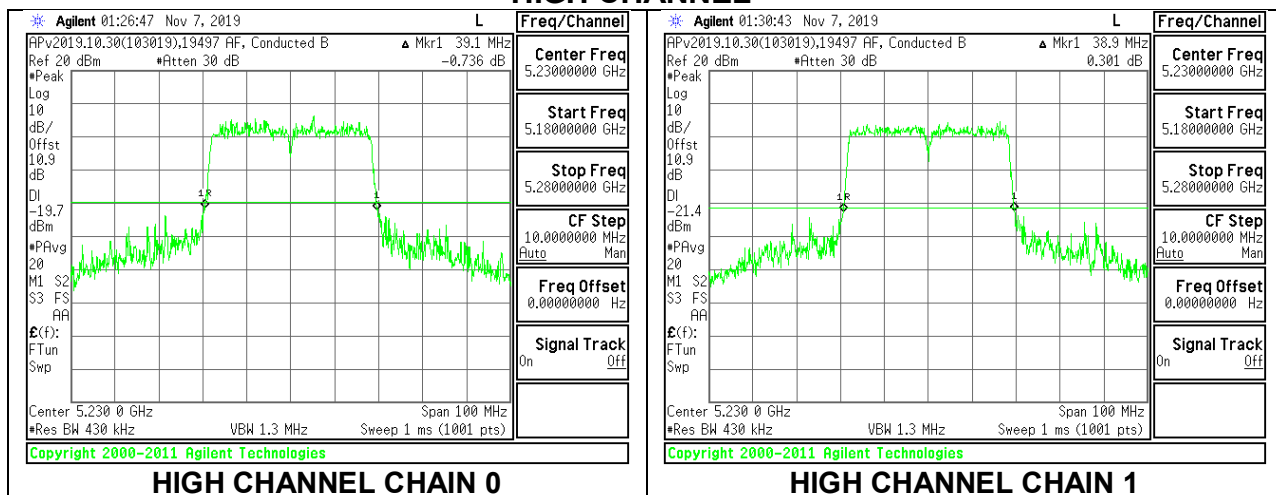 HIGH CHANNEL
Agilent 01:26:47 Nov 7, 2019 L
APv2019.10.30(103019),19497 AF, Conducted B Δ Mkr1 39.1 MHz
Ref 20 dBm #Atten 30 dB -0.736 dB
#Peak
Log
10
dB/
Offst
10.9
dB
DI
-19.7
dBm
#PAvg
20
M1 S2
S3 FS
AA
£(f):
FTun
Swp
1R
1
Center 5.230 0 GHz Span 100 MHz
#Res BW 430 kHz VBW 1.3 MHz Sweep 1 ms (1001 pts)
Copyright 2000-2011 Agilent Technologies
Freq/Channel
Center Freq
5.23000000 GHz
Start Freq
5.18000000 GHz
Stop Freq
5.28000000 GHz
CF Step
10.0000000 MHz
Auto Man
Freq Offset
0.00000000 Hz
Signal Track
On Off
HIGH CHANNEL CHAIN 0
Agilent 01:30:43 Nov 7, 2019 L
APv2019.10.30(103019),19497 AF, Conducted B Δ Mkr1 38.9 MHz
Ref 20 dBm #Atten 30 dB 0.301 dB
#Peak
Log
10
dB/
Offst
10.9
dB
DI
-21.4
dBm
#PAvg
20
M1 S2
S3 FS
AA
£(f):
FTun
Swp
1R
1
Center 5.230 0 GHz Span 100 MHz
#Res BW 430 kHz VBW 1.3 MHz Sweep 1 ms (1001 pts)
Copyright 2000-2011 Agilent Technologies
Freq/Channel
Center Freq
5.23000000 GHz
Start Freq
5.18000000 GHz
Stop Freq
5.28000000 GHz
CF Step
10.0000000 MHz
Auto Man
Freq Offset
0.00000000 Hz
Signal Track
On Off
HIGH CHANNEL CHAIN 1